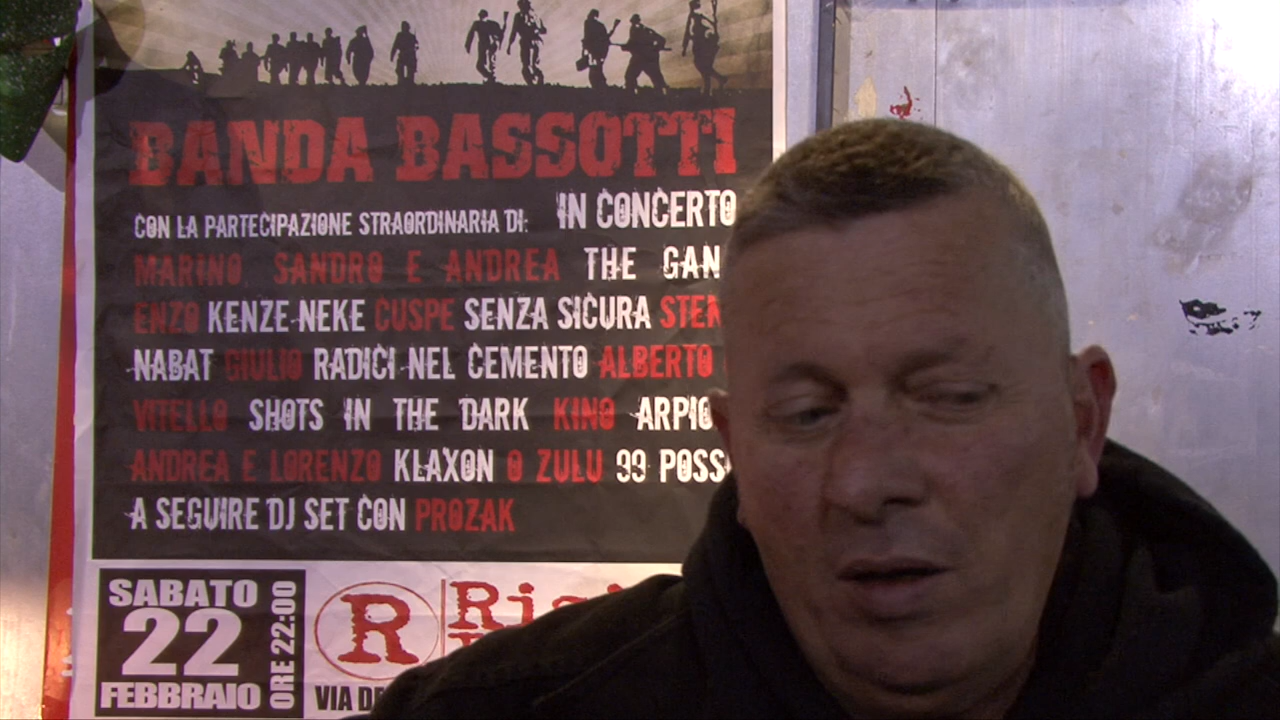 BANDA BASSOTTI
IN CONCERTO
CON LA PARTECIPAZIONE STRAORDINARIA DI:
MARINO SANDRO E ANDREA THE GAN
ENZO KENZE-NEKE CUSPE SENZA SICURA STEN
NABAT GIULIO RADICI NEL CEMENTO ALBERTO
VITELLO SHOTS IN THE DARK KINO ARPIO
ANDREA E LORENZO KLAXON O ZULU 99 POSS
A SEGUIRE DJ SET CON PROZAK
SABATO
22
FEBBRAIO
ORE 22:00
R
VIA